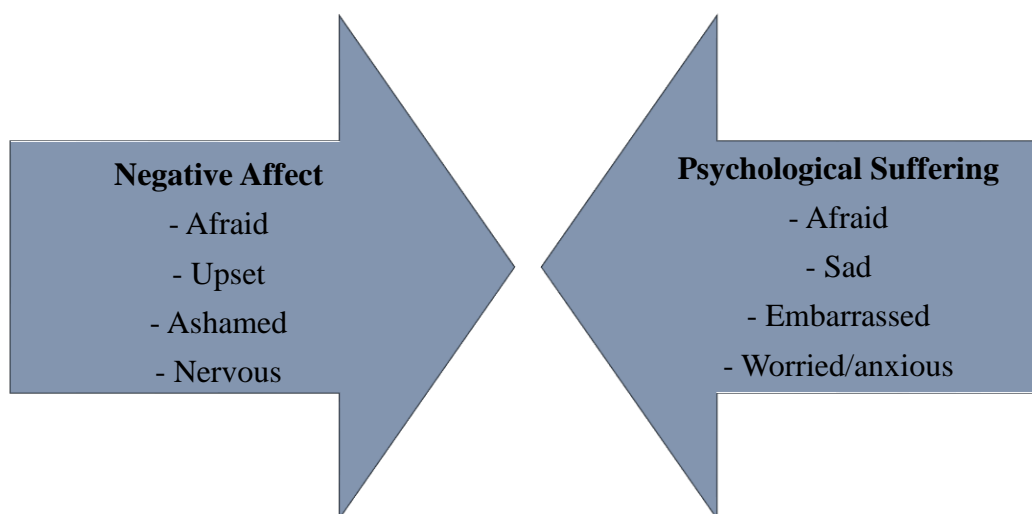 Negative Affect
- Afraid
- Upset
- Ashamed
- Nervous
Psychological Suffering
- Afraid
- Sad
- Embarrassed
- Worried/anxious